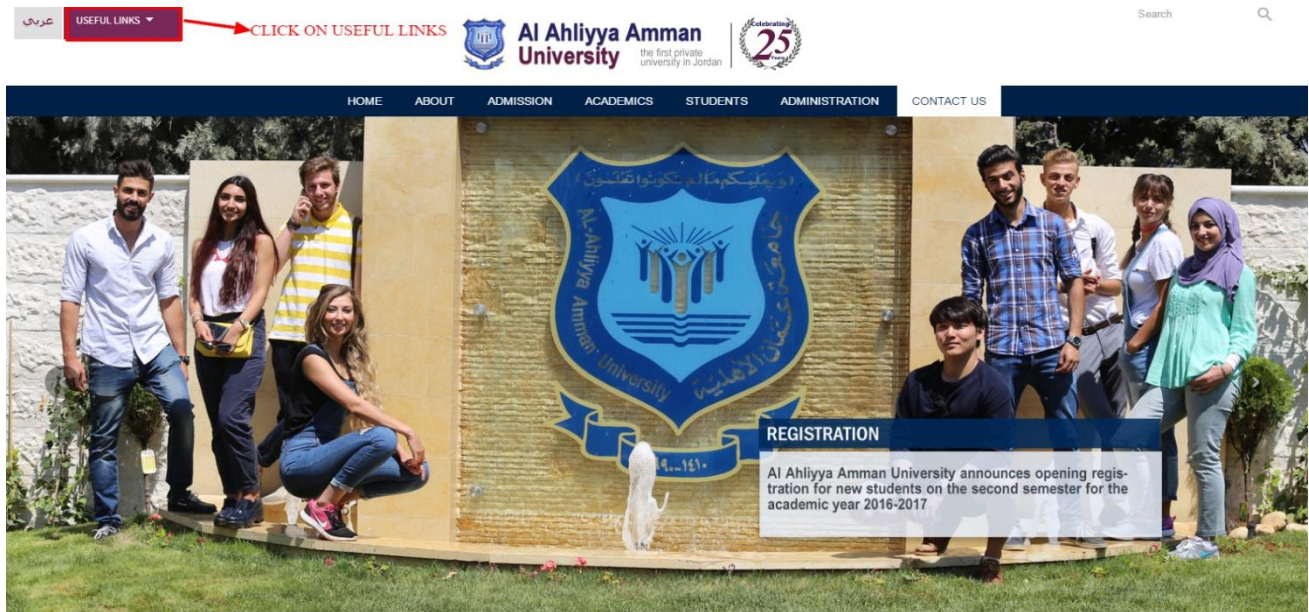 عربي
USEFUL LINKS
CLICK ON USEFUL LINKS
Al Ahliyya Amman
University
the first private
university in Jordan
Celebrating
25
Years
Search
HOME
ABOUT
ADMISSION
ACADEMICS
STUDENTS
ADMINISTRATION
CONTACT US
AL-Ahliyya Amman University
جامعة عمان الاهلية
REGISTRATION
Al Ahliyya Amman University announces opening regis-
tration for new students on the second semester for the
academic year 2016-2017